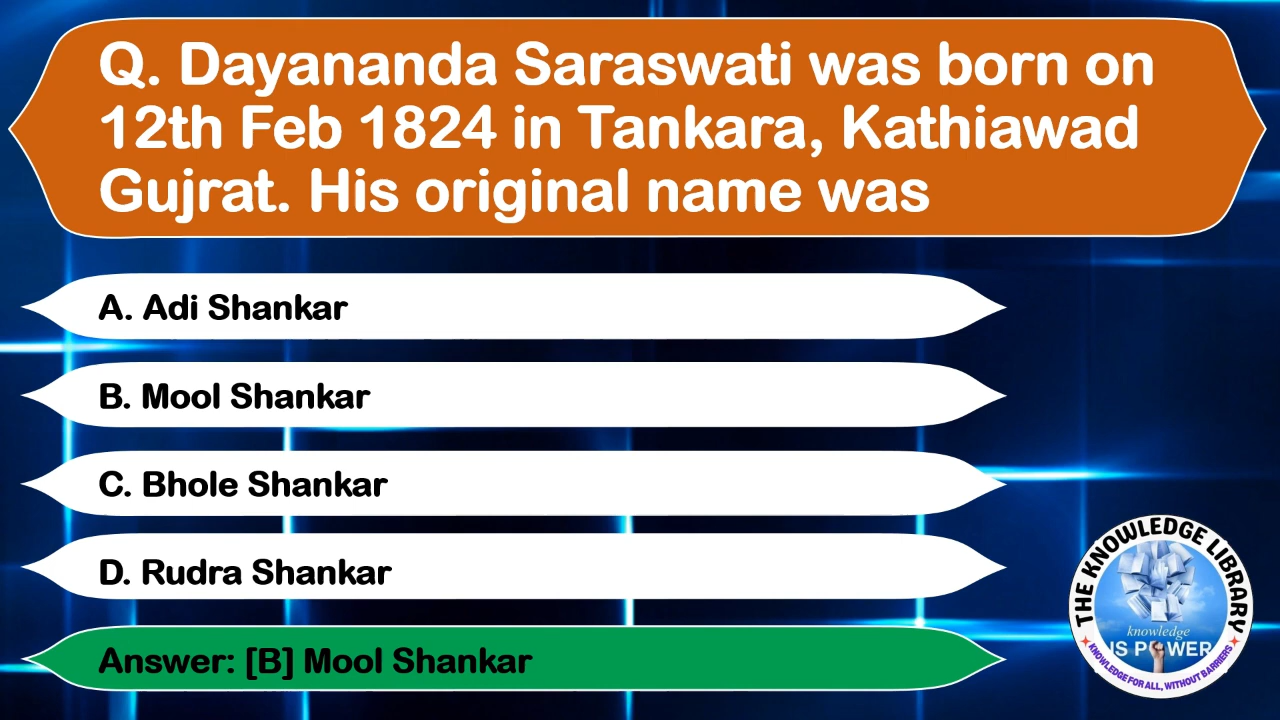 Q. Dayananda Saraswati was born on
12th Feb 1824 in Tankara, Kathiawad
Gujrat. His original name was
A. Adi Shankar
B. Mool Shankar
C. Bhole Shankar
D. Rudra Shankar
Answer: [B] Mool Shankar
THE KNOWLEDGE LIBRARY
knowledge
IS POWER
KNOWLEDGE FOR ALL, WITHOUT BARRIERS